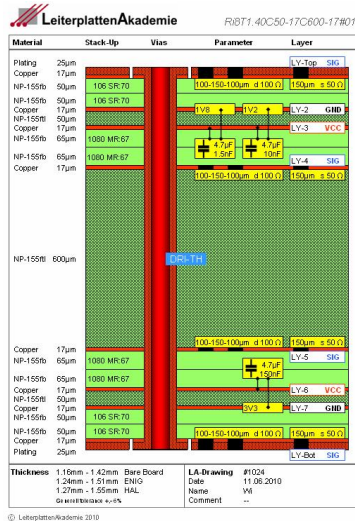 LeiterplattenAkademie
Ri8T1.40C50-17C600-17#01
Material Stack-Up Vias Parameter Layer
Plating 25µm LY-Top SIG
Copper 17µm
NP-155fb 50µm 106 SR:70 100-150-100µm d 100 Ω 150µm s 50 Ω
Copper 17µm 1V8 1V2 LY-2 GND
NP-155ftl 50µm
Copper 17µm LY-3 VCC
NP-155fb 65µm 1080 MR:67 4.7µF 1.5nF 4.7µF 10nF
NP-155fb 65µm 1080 MR:67 LY-4 SIG
Copper 17µm
100-150-100µm d 100 Ω 150µm s 50 Ω
NP-155ftl 600µm DRI-TH
100-150-100µm d 100 Ω 150µm s 50 Ω
Copper 17µm LY-5 SIG
NP-155fb 65µm 1080 MR:67 4.7µF 150nF
NP-155fb 65µm 1080 MR:67
Copper 17µm LY-6 VCC
NP-155ftl 50µm
Copper 17µm 3V3 LY-7 GND
NP-155fb 50µm 106 SR:70
NP-155fb 50µm 106 SR:70 100-150-100µm d 100 Ω 150µm s 50 Ω
Copper 17µm
Plating 25µm LY-Bot SIG
Thickness 1.16mm - 1.42mm Bare Board LA-Drawing #1024
1.24mm - 1.51mm ENIG Date 11.06.2010
1.27mm - 1.55mm HAL Name Wi
Comment --
© LeiterplattenAkademie 2010